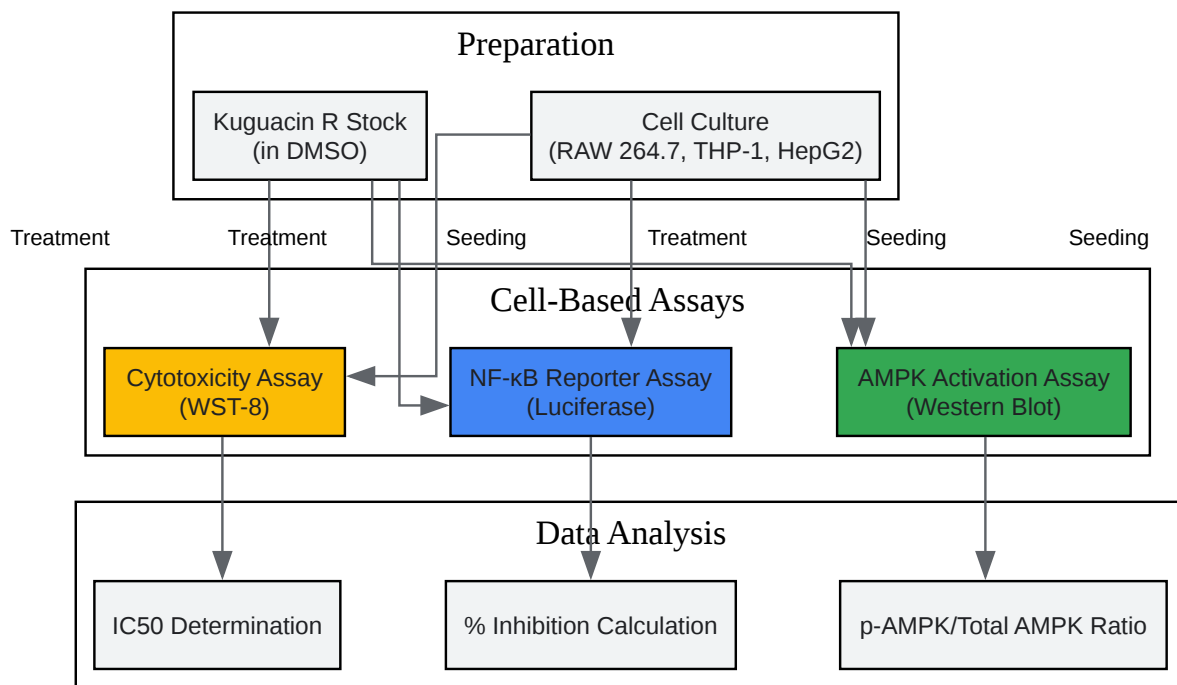 Preparation
Kuguacin R Stock
(in DMSO)
Cell Culture
(RAW 264.7, THP-1, HepG2)
Treatment
Treatment
Seeding
Treatment
Seeding
Seeding
Cell-Based Assays
Cytotoxicity Assay
(WST-8)
NF-κB Reporter Assay
(Luciferase)
AMPK Activation Assay
(Western Blot)
Data Analysis
IC50 Determination
% Inhibition Calculation
p-AMPK/Total AMPK Ratio